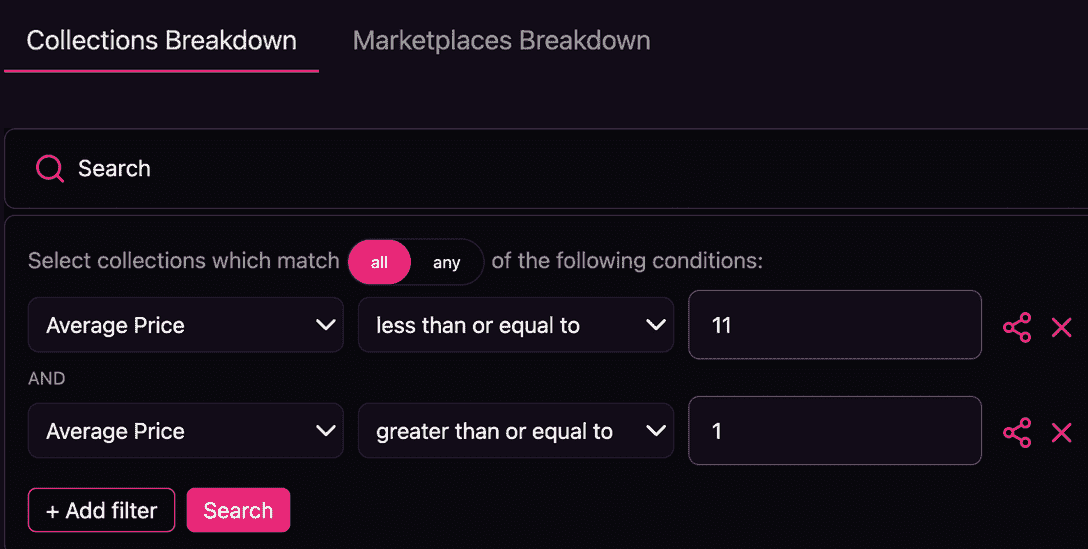 Collections Breakdown Marketplaces Breakdown
Search
Select collections which match all any of the following conditions:
Average Price less than or equal to 11
AND
Average Price greater than or equal to 1
+ Add filter Search